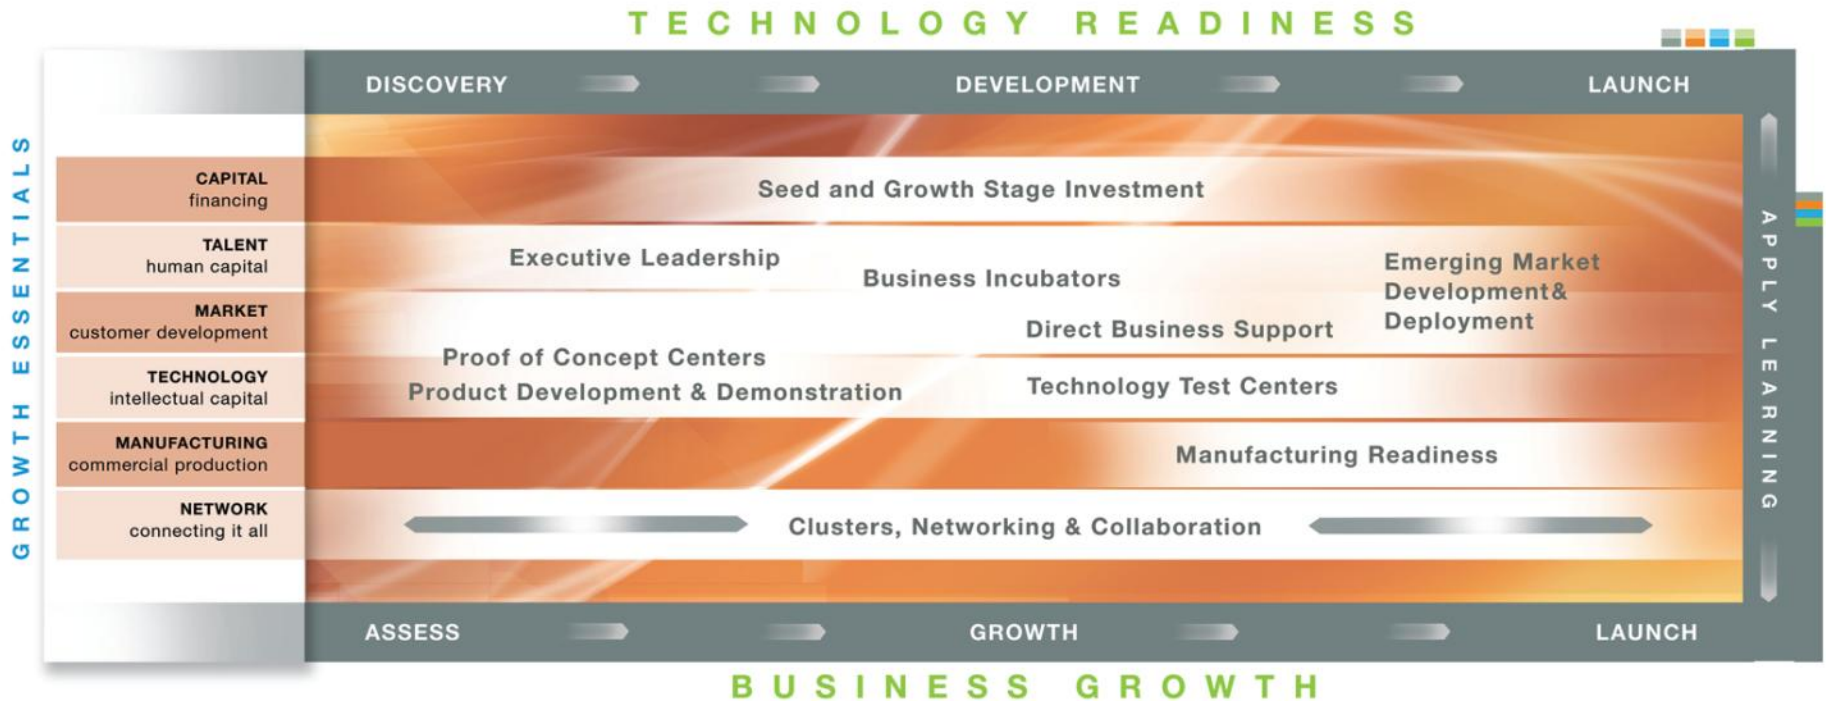 TECHNOLOGY READINESS
DISCOVERY DEVELOPMENT LAUNCH
GROWTH ESSENTIALS
CAPITAL
financing
Seed and Growth Stage Investment
TALENT
human capital
Executive Leadership
Business Incubators
Emerging Market
Development&
Deployment
MARKET
customer development
Direct Business Support
Proof of Concept Centers
TECHNOLOGY
intellectual capital
Product Development & Demonstration
Technology Test Centers
MANUFACTURING
commercial production
Manufacturing Readiness
NETWORK
connecting it all
Clusters, Networking & Collaboration
APPLY LEARNING
ASSESS GROWTH LAUNCH
BUSINESS GROWTH